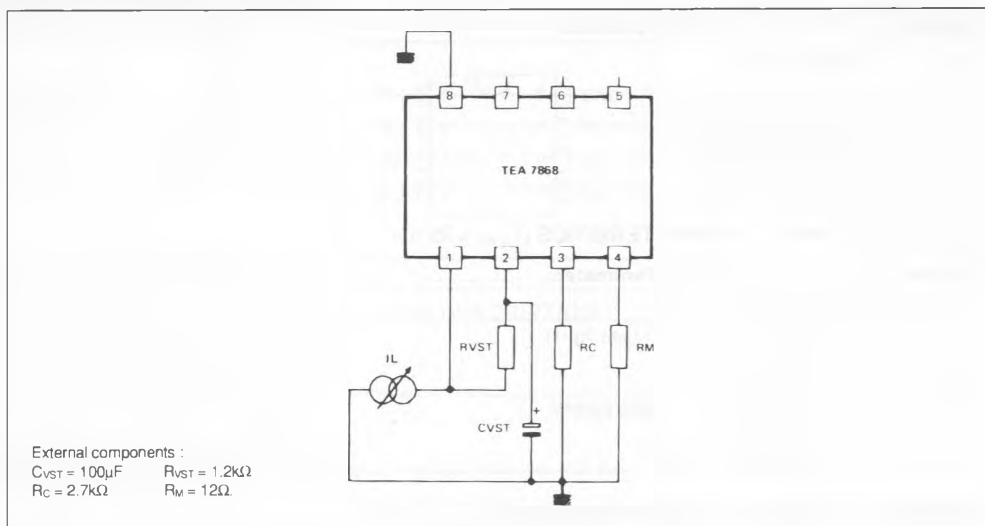 8 7 6 5
TEA 7868
1 2 3 4
RVST RC RM
IL
+
CVST
External components :
CVST = 100µF RVST = 1.2kΩ
RC = 2.7kΩ RM = 12Ω.